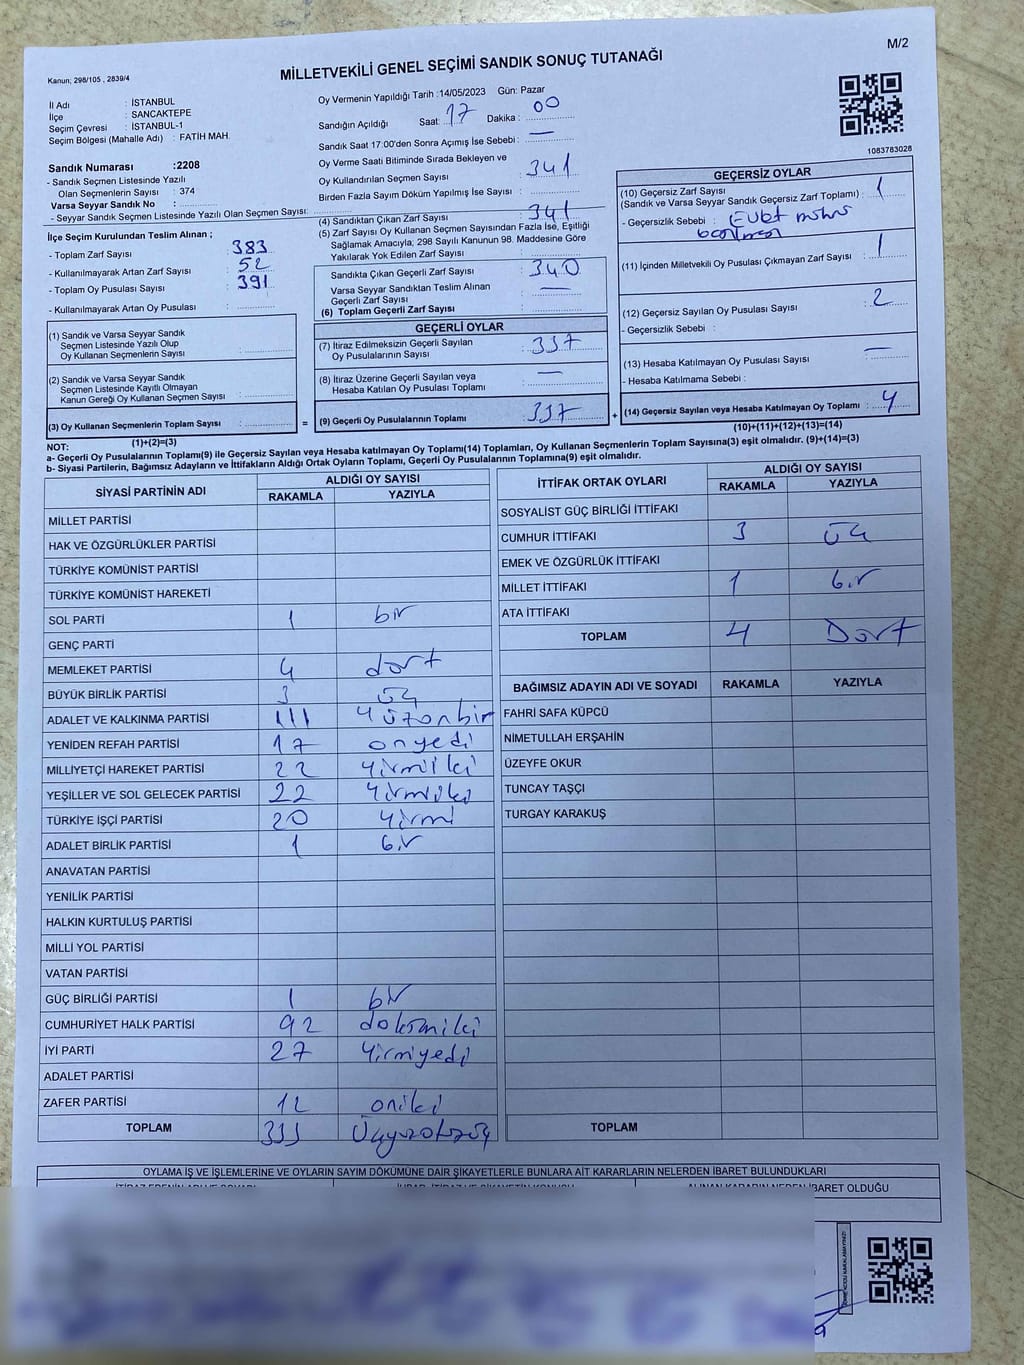 M/2
Kanun; 298/105 , 2839/4
MİLLETVEKİLİ GENEL SEÇİMİ SANDIK SONUÇ TUTANAĞI
İl Adı : İSTANBUL
İlçe : SANCAKTEPE
Seçim Çevresi : İSTANBUL-1
Seçim Bölgesi (Mahalle Adı) : FATİH MAH.
Sandık Numarası :2208
- Sandık Seçmen Listesinde Yazılı
Olan Seçmenlerin Sayısı : 374
Varsa Seyyar Sandık No :
- Seyyar Sandık Seçmen Listesinde Yazılı Olan Seçmen Sayısı:
İlçe Seçim Kurulundan Teslim Alınan ;
- Toplam Zarf Sayısı : 383
- Kullanılmayarak Artan Zarf Sayısı : 52
- Toplam Oy Pusulası Sayısı : 391
- Kullanılmayarak Artan Oy Pusulası :
(1) Sandık ve Varsa Seyyar Sandık
Seçmen Listesinde Yazılı Olup
Oy Kullanan Seçmenlerin Sayısı :
(2) Sandık ve Varsa Seyyar Sandık
Seçmen Listesinde Kayıtlı Olmayan
Kanun Gereği Oy Kullanan Seçmen Sayısı :
(3) Oy Kullanan Seçmenlerin Toplam Sayısı :
(1)+(2)=(3)
Oy Vermenin Yapıldığı Tarih :14/05/2023 Gün: Pazar
Sandığın Açıldığı Saat: 17 Dakika : 00
Sandık Saat 17:00'den Sonra Açımış İse Sebebi : —
Oy Verme Saati Bitiminde Sırada Bekleyen ve
Oy Kullandırılan Seçmen Sayısı : 341
Birden Fazla Sayım Döküm Yapılmış İse Sayısı :
(4) Sandıktan Çıkan Zarf Sayısı : 341
(5) Zarf Sayısı Oy Kullanan Seçmen Sayısından Fazla İse, Eşitliği
Sağlamak Amacıyla; 298 Sayılı Kanunun 98. Maddesine Göre
Yakılarak Yok Edilen Zarf Sayısı :
Sandıkta Çıkan Geçerli Zarf Sayısı : 340
Varsa Seyyar Sandıktan Teslim Alınan
Geçerli Zarf Sayısı : —
(6) Toplam Geçerli Zarf Sayısı :
GEÇERLİ OYLAR
(7) İtiraz Edilmeksizin Geçerli Sayılan
Oy Pusulalarının Sayısı : 337
(8) İtiraz Üzerine Geçerli Sayılan veya
Hesaba Katılan Oy Pusulası Toplamı : —
= (9) Geçerli Oy Pusulalarının Toplamı : 337 +
1083783028
GEÇERSİZ OYLAR
(10) Geçersiz Zarf Sayısı
(Sandık ve Varsa Seyyar Sandık Geçersiz Zarf Toplamı) : 1
- Geçersizlik Sebebi : Evet mührü
(11) İçinden Milletvekili Oy Pusulası Çıkmayan Zarf Sayısı : 1
(12) Geçersiz Sayılan Oy Pusulası Sayısı : 2
- Geçersizlik Sebebi :
(13) Hesaba Katılmayan Oy Pusulası Sayısı : —
- Hesaba Katılmama Sebebi :
(14) Geçersiz Sayılan veya Hesaba Katılmayan Oy Toplamı : 4
(10)+(11)+(12)+(13)=(14)
NOT:
a- Geçerli Oy Pusulalarının Toplamı(9) ile Geçersiz Sayılan veya Hesaba katılmayan Oy Toplamı(14) Toplamları, Oy Kullanan Seçmenlerin Toplam Sayısına(3) eşit olmalıdır. (9)+(14)=(3)
b- Siyasi Partilerin, Bağımsız Adayların ve İttifakların Aldığı Ortak Oyların Toplamı, Geçerli Oy Pusulalarının Toplamına(9) eşit olmalıdır.
SİYASİ PARTİNİN ADI ALDIĞI OY SAYISI
RAKAMLA YAZIYLA
MİLLET PARTİSİ
HAK VE ÖZGÜRLÜKLER PARTİSİ
TÜRKİYE KOMÜNİST PARTİSİ
TÜRKİYE KOMÜNİST HAREKETİ
SOL PARTİ 1 bir
GENÇ PARTİ
MEMLEKET PARTİSİ 4 dört
BÜYÜK BİRLİK PARTİSİ 3 üç
ADALET VE KALKINMA PARTİSİ 111 yüzonbir
YENİDEN REFAH PARTİSİ 17 onyedi
MİLLİYETÇİ HAREKET PARTİSİ 22 yirmiiki
YEŞİLLER VE SOL GELECEK PARTİSİ 22 yirmiiki
TÜRKİYE İŞÇİ PARTİSİ 20 yirmi
ADALET BİRLİK PARTİSİ 1 bir
ANAVATAN PARTİSİ
YENİLİK PARTİSİ
HALKIN KURTULUŞ PARTİSİ
MİLLİ YOL PARTİSİ
VATAN PARTİSİ
GÜÇ BİRLİĞİ PARTİSİ 1 bir
CUMHURİYET HALK PARTİSİ 92 doksaniki
İYİ PARTİ 27 yirmiyedi
ADALET PARTİSİ
ZAFER PARTİSİ 12 oniki
TOPLAM 333 Üçyüzotuzüç
İTTİFAK ORTAK OYLARI ALDIĞI OY SAYISI
RAKAMLA YAZIYLA
SOSYALİST GÜÇ BİRLİĞİ İTTİFAKI
CUMHUR İTTİFAKI 3 üç
EMEK VE ÖZGÜRLÜK İTTİFAKI
MİLLET İTTİFAKI 1 bir
ATA İTTİFAKI
TOPLAM 4 Dört
BAĞIMSIZ ADAYIN ADI VE SOYADI RAKAMLA YAZIYLA
FAHRİ SAFA KÜPCÜ
NİMETULLAH ERŞAHİN
ÜZEYFE OKUR
TUNCAY TAŞÇI
TURGAY KARAKUŞ
TOPLAM
OYLAMA İŞ VE İŞLEMLERİNE VE OYLARIN SAYIM DÖKÜMÜNE DAİR ŞİKAYETLERLE BUNLARA AİT KARARLARIN NELERDEN İBARET BULUNDUKLARI
ALINAN KARARIN NEDEN İBARET OLDUĞU